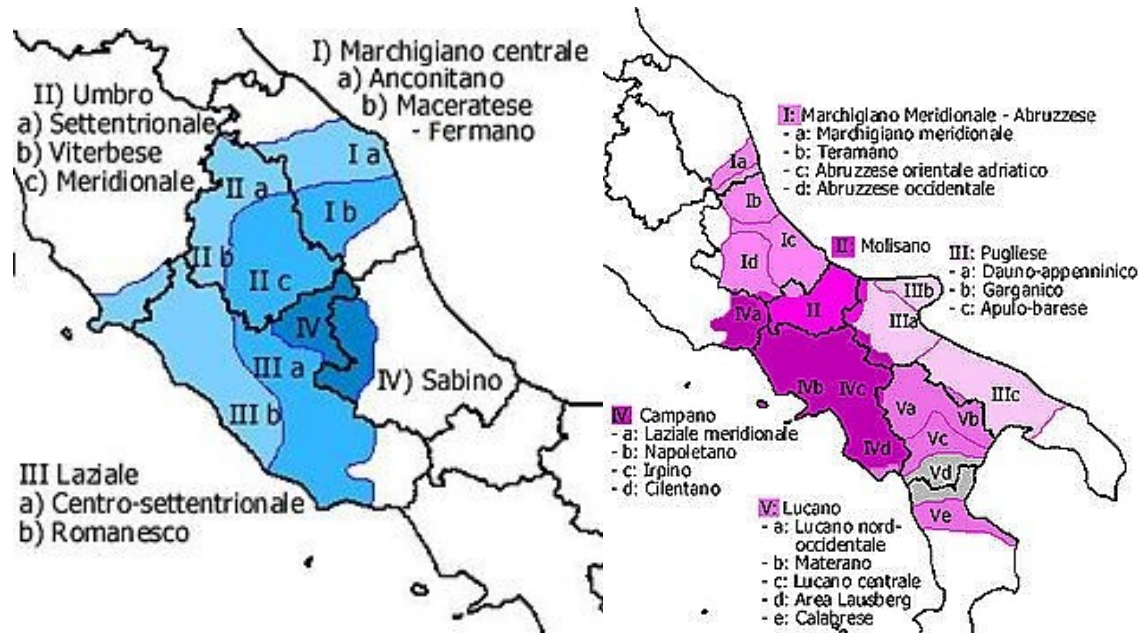 I) Marchigiano centrale
a) Anconitano
b) Maceratese
- Fermano
II) Umbro
a) Settentrionale
b) Viterbese
c) Meridionale
I a
II a
I b
II b
II c
IV
III a
IV) Sabino
III b
III Laziale
a) Centro-settentrionale
b) Romanesco
I: Marchigiano Meridionale - Abruzzese
- a: Marchigiano meridionale
- b: Teramano
- c: Abruzzese orientale adriatico
- d: Abruzzese occidentale
Ia
Ib
Ic
Id
II: Molisano
III: Pugliese
- a: Dauno-appenninico
- b: Garganico
- c: Apulo-barese
IIIb
IVa
II
IIIa
IIIc
IVb
IVc
Va
Vb
IVd
Vc
Vd
Ve
IV: Campano
- a: Laziale meridionale
- b: Napoletano
- c: Irpino
- d: Cilentano
V: Lucano
- a: Lucano nord-
occidentale
- b: Materano
- c: Lucano centrale
- d: Area Lausberg
- e: Calabrese